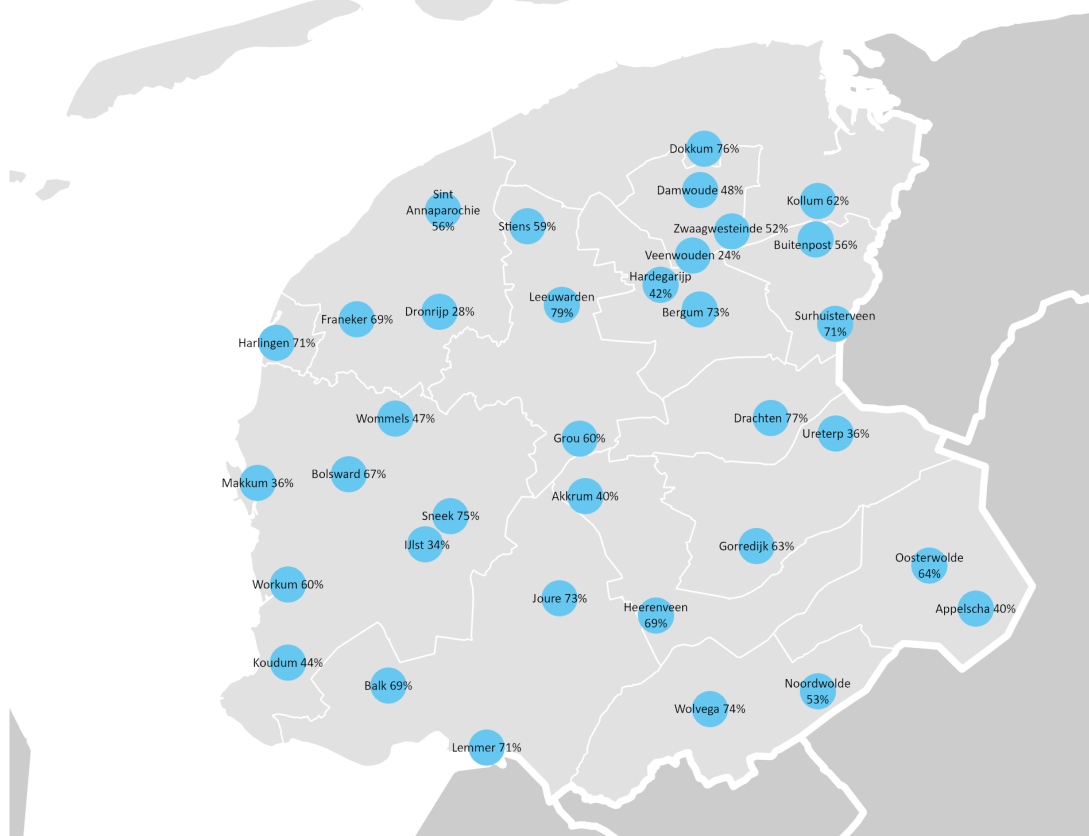 Dokkum 76%
Damwoude 48%
Sint
Annaparochie
56%
Kollum 62%
Stiens 59%
Zwaagwesteinde 52%
Buitenpost 56%
Veenwouden 24%
Hardegarijp
42%
Leeuwarden
79%
Dronrijp 28%
Bergum 73%
Franeker 69%
Surhuisterveen
71%
Harlingen 71%
Wommels 47%
Drachten 77%
Ureterp 36%
Grou 60%
Bolsward 67%
Makkum 36%
Akkrum 40%
Sneek 75%
IJlst 34%
Gorredijk 63%
Oosterwolde
64%
Workum 60%
Joure 73%
Heerenveen
69%
Appelscha 40%
Koudum 44%
Balk 69%
Noordwolde
53%
Wolvega 74%
Lemmer 71%